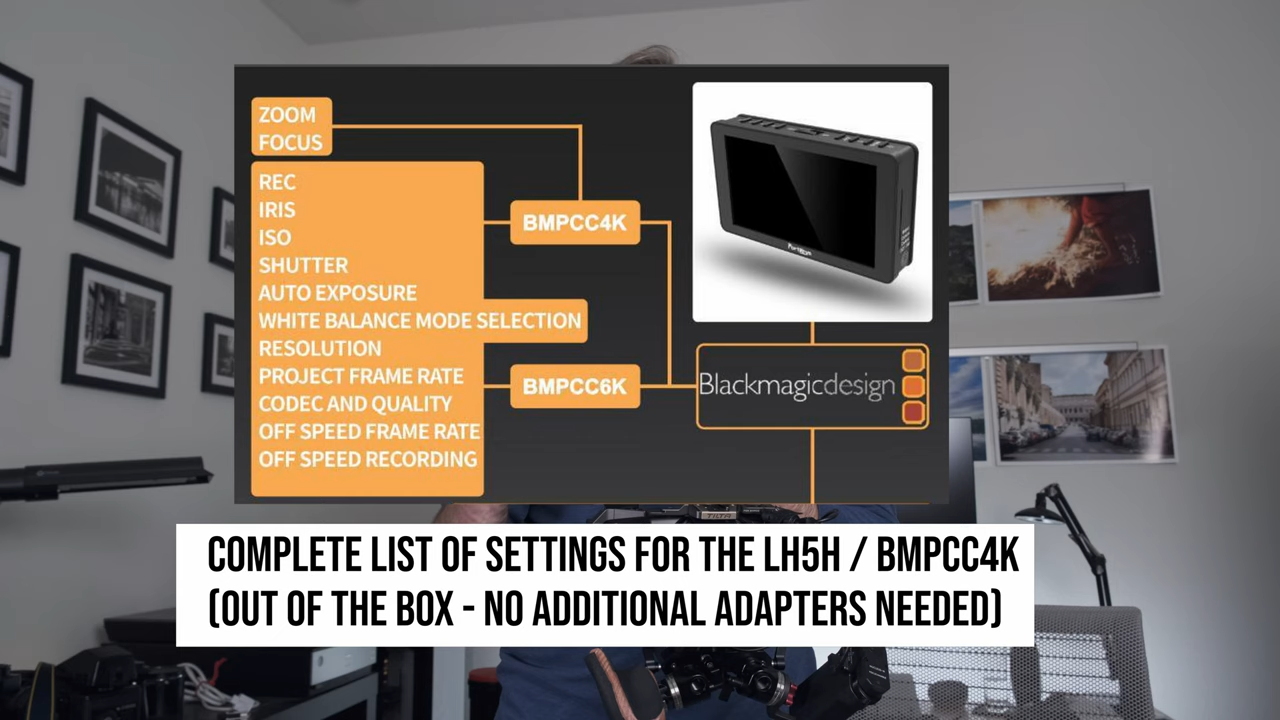 ZOOM
FOCUS
REC
IRIS
ISO
SHUTTER
AUTO EXPOSURE
WHITE BALANCE MODE SELECTION
RESOLUTION
PROJECT FRAME RATE
CODEC AND QUALITY
OFF SPEED FRAME RATE
OFF SPEED RECORDING
BMPCC4K
BMPCC6K
PORTKEYS
Blackmagicdesign
TILTA
COMPLETE LIST OF SETTINGS FOR THE LH5H / BMPCC4K
(OUT OF THE BOX - NO ADDITIONAL ADAPTERS NEEDED)